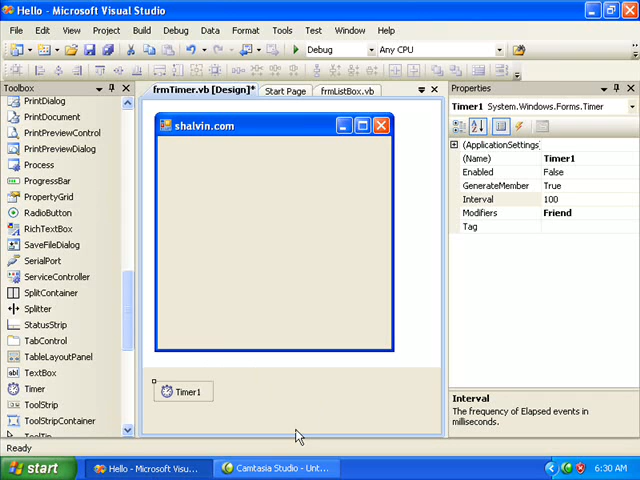 Hello - Microsoft Visual Studio
File Edit View Project Build Debug Data Format Tools Test Window Help
Debug Any CPU
Toolbox
PrintDialog
PrintDocument
PrintPreviewControl
PrintPreviewDialog
Process
ProgressBar
PropertyGrid
RadioButton
RichTextBox
SaveFileDialog
SerialPort
ServiceController
SplitContainer
Splitter
StatusStrip
TabControl
TableLayoutPanel
TextBox
Timer
ToolStrip
ToolStripContainer
ToolTip
frmTimer.vb [Design]* Start Page frmListBox.vb
shalvin.com
Timer1
Properties
Timer1 System.Windows.Forms.Timer
(ApplicationSettings)
(Name) Timer1
Enabled False
GenerateMember True
Interval 100
Modifiers Friend
Tag
Interval
The frequency of Elapsed events in
milliseconds.
Ready
start Hello - Microsoft Visu... Camtasia Studio - Unt... 6:30 AM